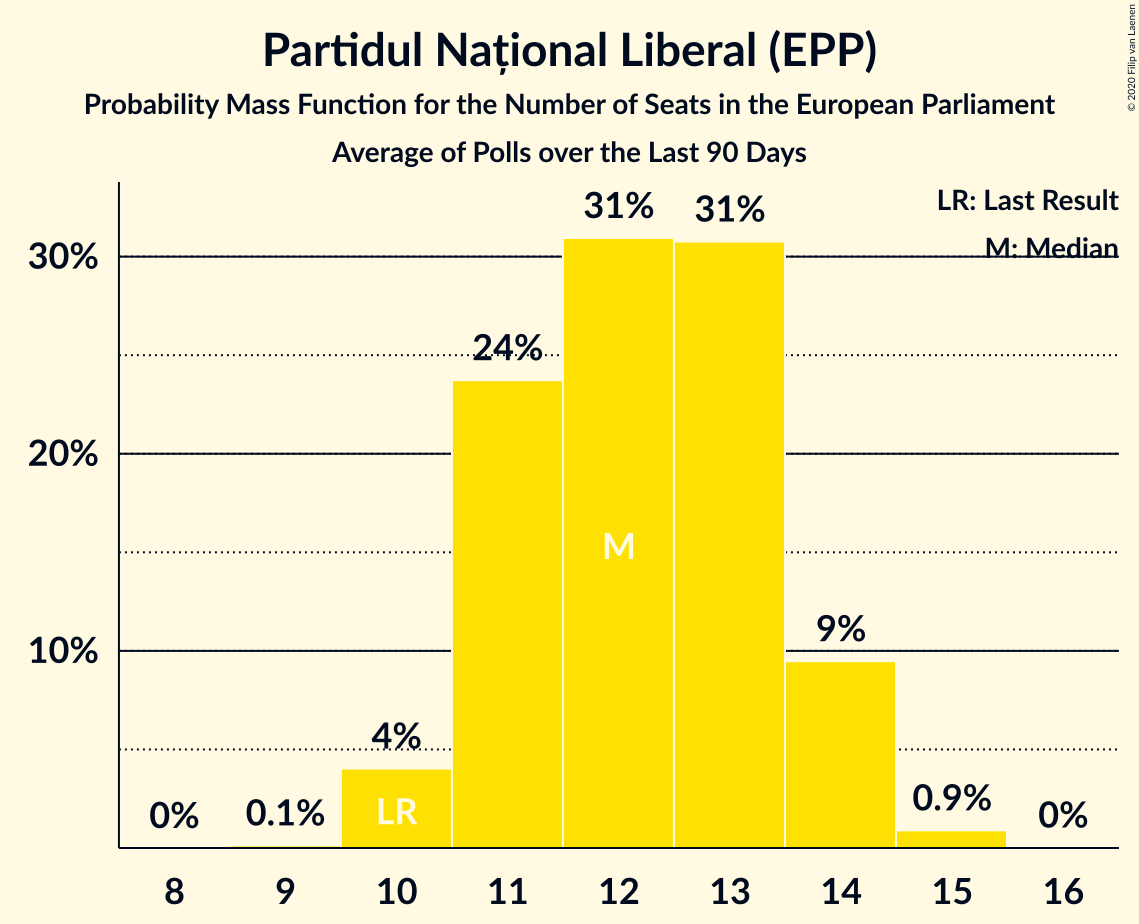 Partidul Național Liberal (EPP)
Probability Mass Function for the Number of Seats in the European Parliament
Average of Polls over the Last 90 Days
© 2020 Filip van Laenen
LR: Last Result
M: Median
30%
20%
10%
0%
0.1%
4%
24%
31%
31%
9%
0.9%
0%
LR
M
8
9
10
11
12
13
14
15
16